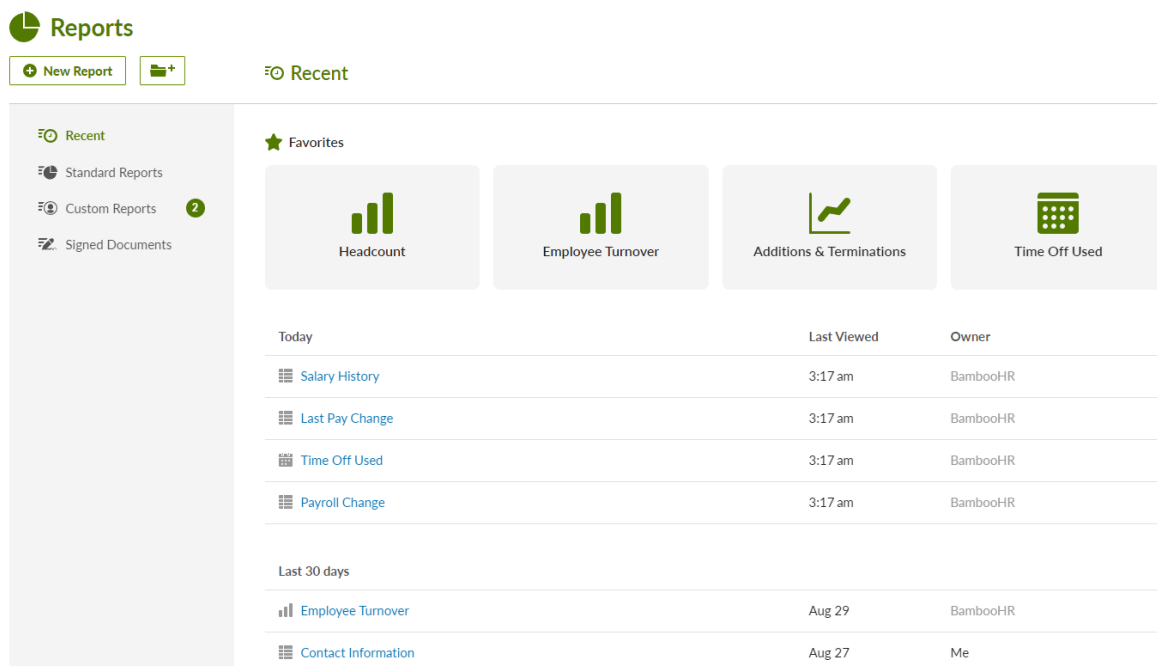 Reports
New Report
Recent
Recent
Standard Reports
Custom Reports 2
Signed Documents
Favorites
Headcount
Employee Turnover
Additions & Terminations
Time Off Used
Today Last Viewed Owner
Salary History 3:17 am BambooHR
Last Pay Change 3:17 am BambooHR
Time Off Used 3:17 am BambooHR
Payroll Change 3:17 am BambooHR
Last 30 days
Employee Turnover Aug 29 BambooHR
Contact Information Aug 27 Me